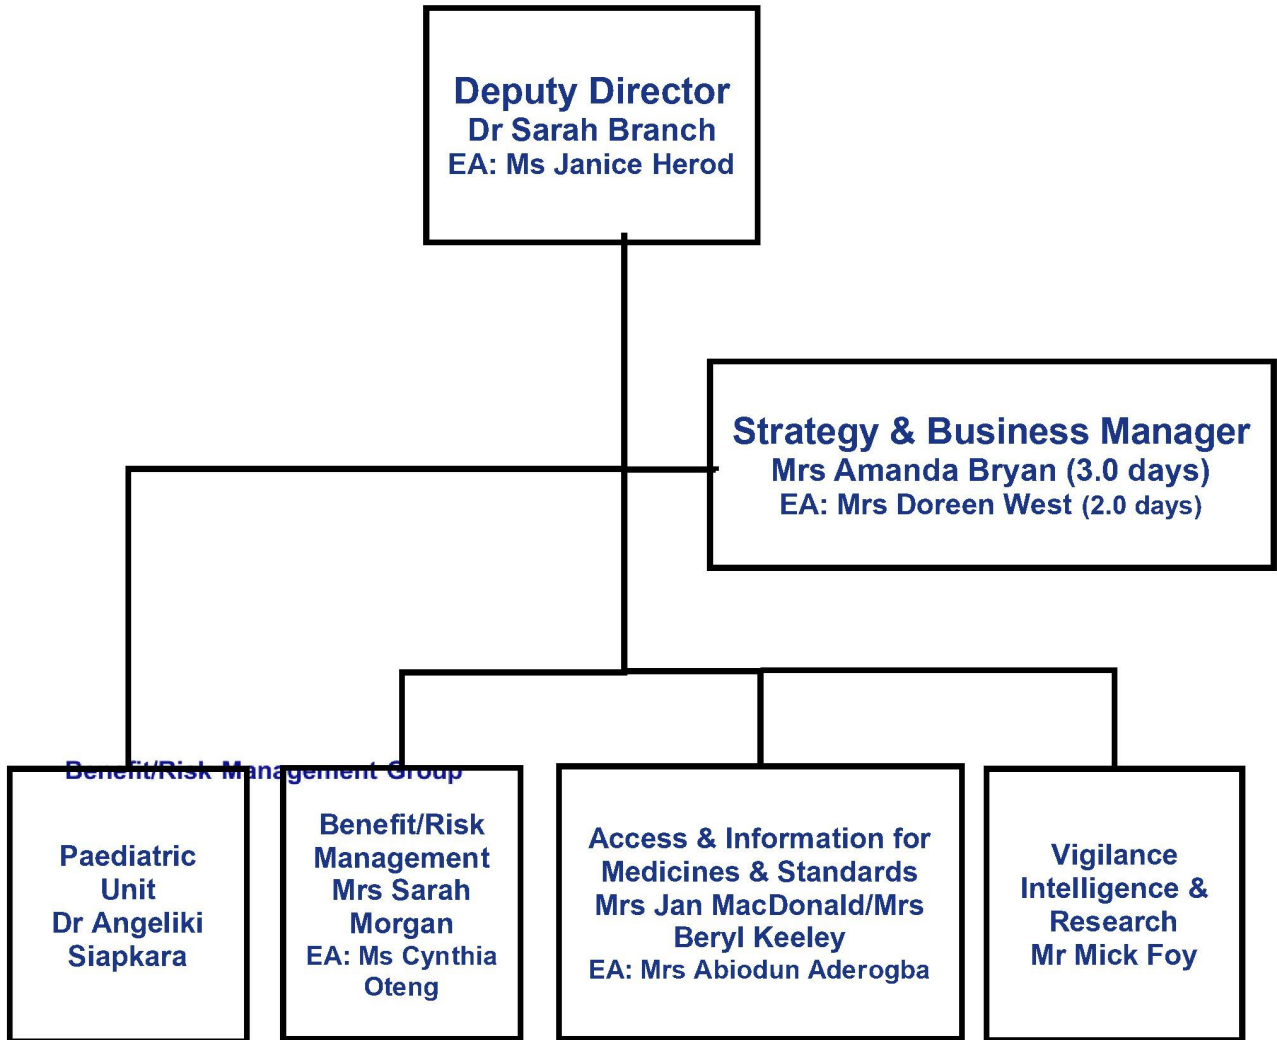 Deputy Director
Dr Sarah Branch
EA: Ms Janice Herod
Strategy & Business Manager
Mrs Amanda Bryan (3.0 days)
EA: Mrs Doreen West (2.0 days)
Benefit/Risk Management Group
Paediatric
Unit
Dr Angeliki
Siapkara
Benefit/Risk
Management
Mrs Sarah
Morgan
EA: Ms Cynthia
Oteng
Access & Information for
Medicines & Standards
Mrs Jan MacDonald/Mrs
Beryl Keeley
EA: Mrs Abiodun Aderogba
Vigilance
Intelligence &
Research
Mr Mick Foy